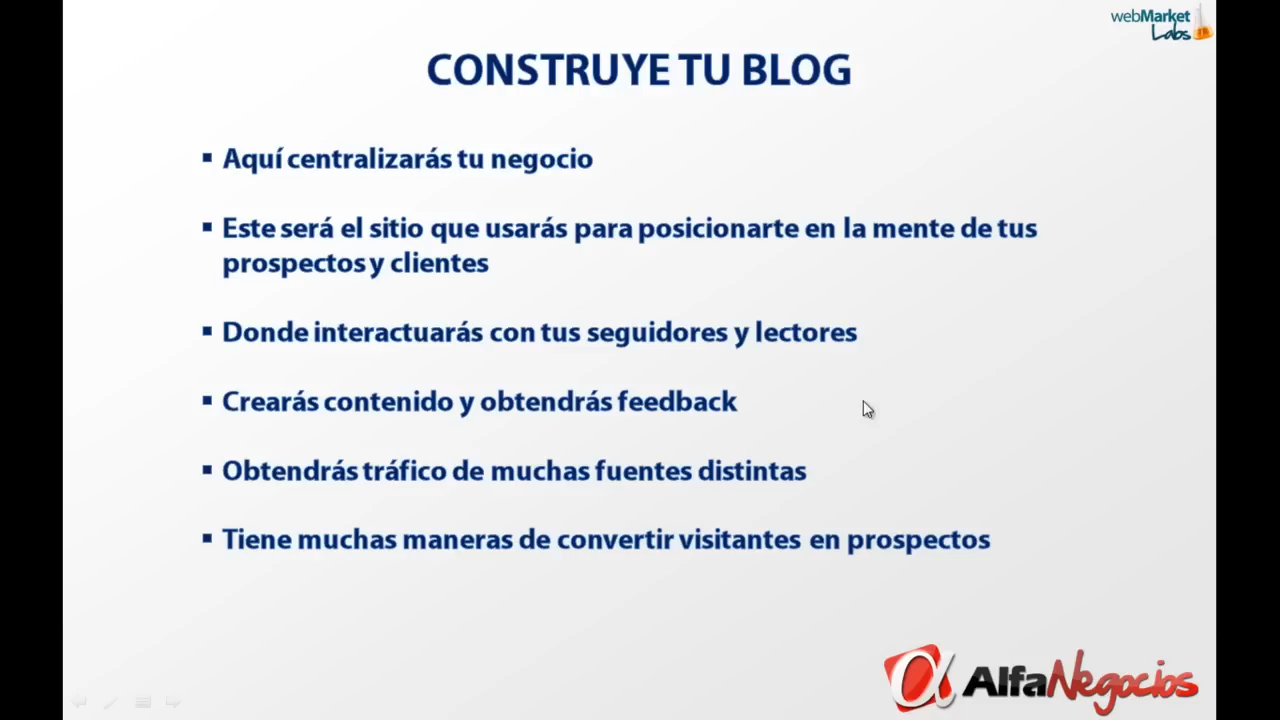 webMarket
Labs
CONSTRUYE TU BLOG
▪ Aquí centralizarás tu negocio
▪ Este será el sitio que usarás para posicionarte en la mente de tus
prospectos y clientes
▪ Donde interactuarás con tus seguidores y lectores
▪ Crearás contenido y obtendrás feedback
▪ Obtendrás tráfico de muchas fuentes distintas
▪ Tiene muchas maneras de convertir visitantes en prospectos
α AlfaNegocios